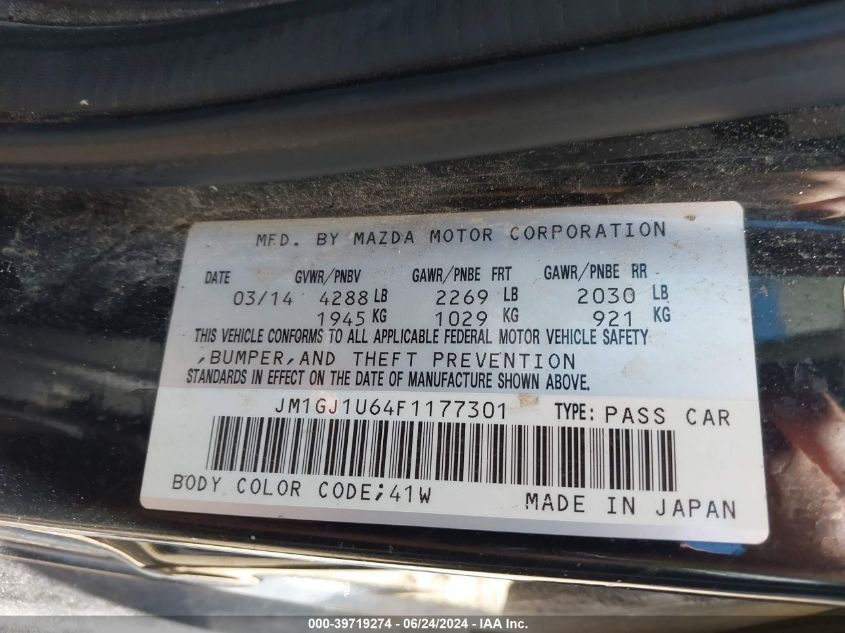 MFD. BY MAZDA MOTOR CORPORATION
DATE GVWR/PNBV GAWR/PNBE FRT GAWR/PNBE RR
03/14 4288 LB 2269 LB 2030 LB
1945 KG 1029 KG 921 KG
THIS VEHICLE CONFORMS TO ALL APPLICABLE FEDERAL MOTOR VEHICLE SAFETY
,BUMPER,AND THEFT PREVENTION
STANDARDS IN EFFECT ON THE DATE OF MANUFACTURE SHOWN ABOVE.
JM1GJ1U64F1177301 TYPE: PASS CAR
BODY COLOR CODE;41W MADE IN JAPAN
000-39719274 - 06/24/2024 - IAA Inc.